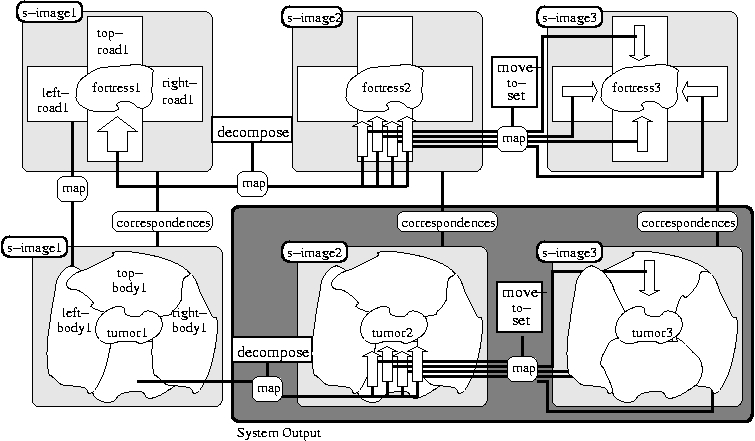 s-image1
top-
road1
left-
road1
fortress1
right-
road1
s-image2
fortress2
s-image3
fortress3
move-
to-
set
decompose
map
map
map
correspondences
correspondences
correspondences
s-image1
top-
body1
left-
body1
right-
body1
tumor1
s-image2
tumor2
s-image3
tumor3
move-
to-
set
decompose
map
map
System Output